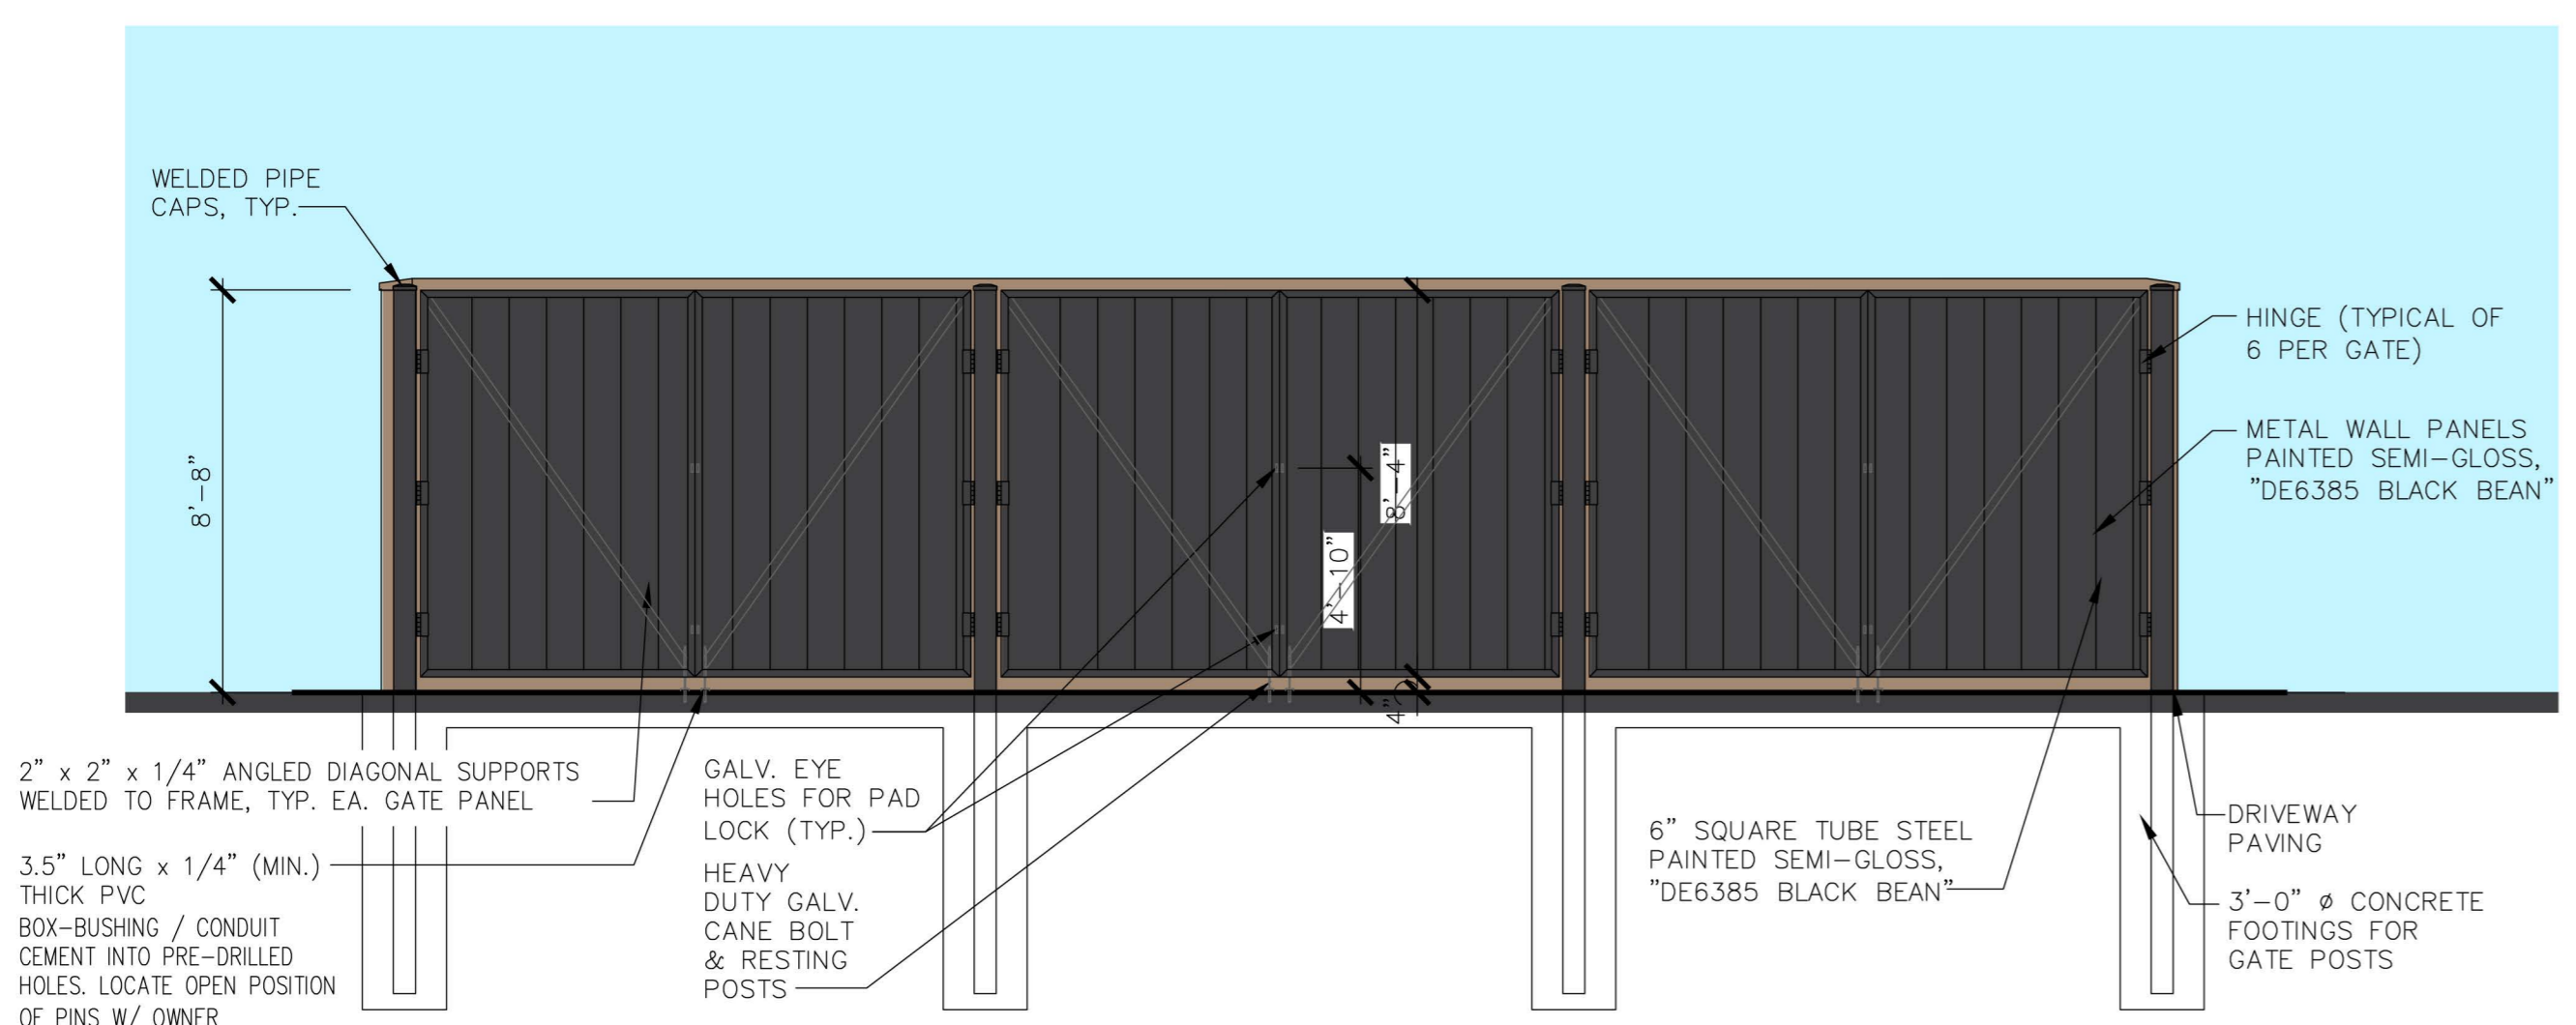 WELDED PIPE
CAPS, TYP.
8'-8"
HINGE (TYPICAL OF
6 PER GATE)
METAL WALL PANELS
PAINTED SEMI-GLOSS,
"DE6385 BLACK BEAN"
8'-4"
4'-10"
4"
2" x 2" x 1/4" ANGLED DIAGONAL SUPPORTS
WELDED TO FRAME, TYP. EA. GATE PANEL
3.5" LONG x 1/4" (MIN.)
THICK PVC
BOX-BUSHING / CONDUIT
CEMENT INTO PRE-DRILLED
HOLES. LOCATE OPEN POSITION
OF PINS W/ OWNER
GALV. EYE
HOLES FOR PAD
LOCK (TYP.)
HEAVY
DUTY GALV.
CANE BOLT
& RESTING
POSTS
6" SQUARE TUBE STEEL
PAINTED SEMI-GLOSS,
"DE6385 BLACK BEAN"
DRIVEWAY
PAVING
3'-0" ø CONCRETE
FOOTINGS FOR
GATE POSTS